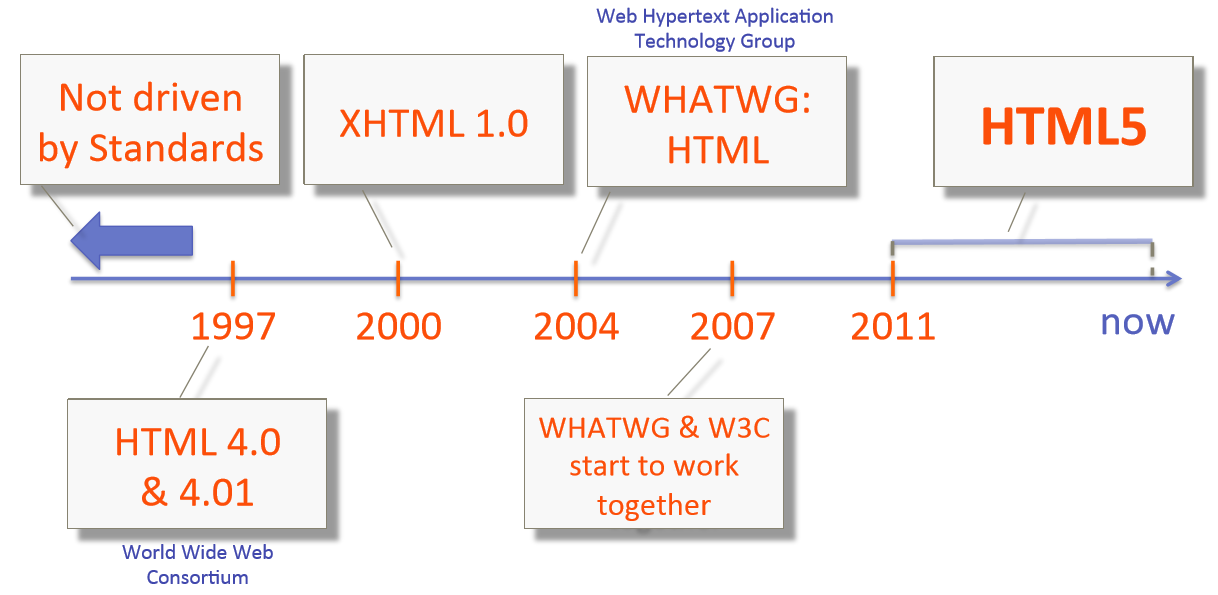 Web Hypertext Application
Technology Group
Not driven
by Standards
XHTML 1.0
WHATWG:
HTML
HTML5
1997
2000
2004
2007
2011
now
HTML 4.0
& 4.01
WHATWG & W3C
start to work
together
World Wide Web
Consortium